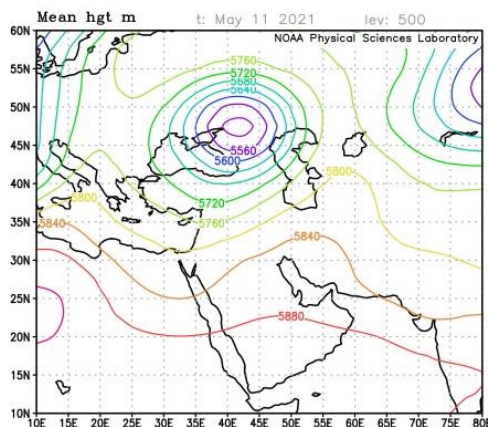 Mean hgt m t: May 11 2021 lev: 500
60N NOAA Physical Sciences Laboratory
5760
55N
5720
5680
5640
50N
45N
5560
5600
40N
5800 5800
5720
35N
5760
5840 5840
30N
25N
5880
20N
15N
10N
10E 15E 20E 25E 30E 35E 40E 45E 50E 55E 60E 65E 70E 75E 80E